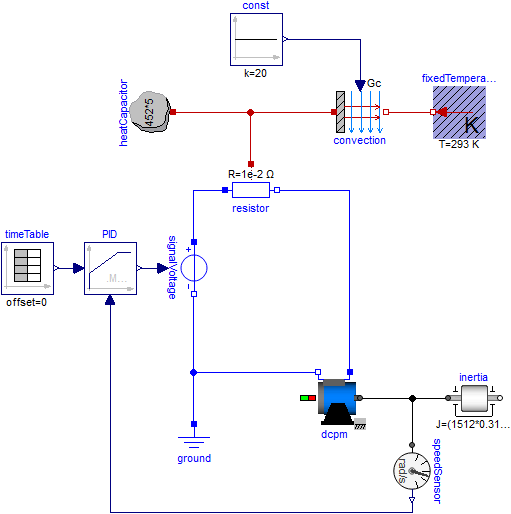 const
k=20
heatCapacitor
452*5
Gc
convection
fixedTempera...
K
T=293 K
R=1e-2 Ω
resistor
timeTable
offset=0
PID
.M...
signalVoltage
+
-
dcpm
inertia
J=(1512*0.31...
ground
rad/s
speedSensor